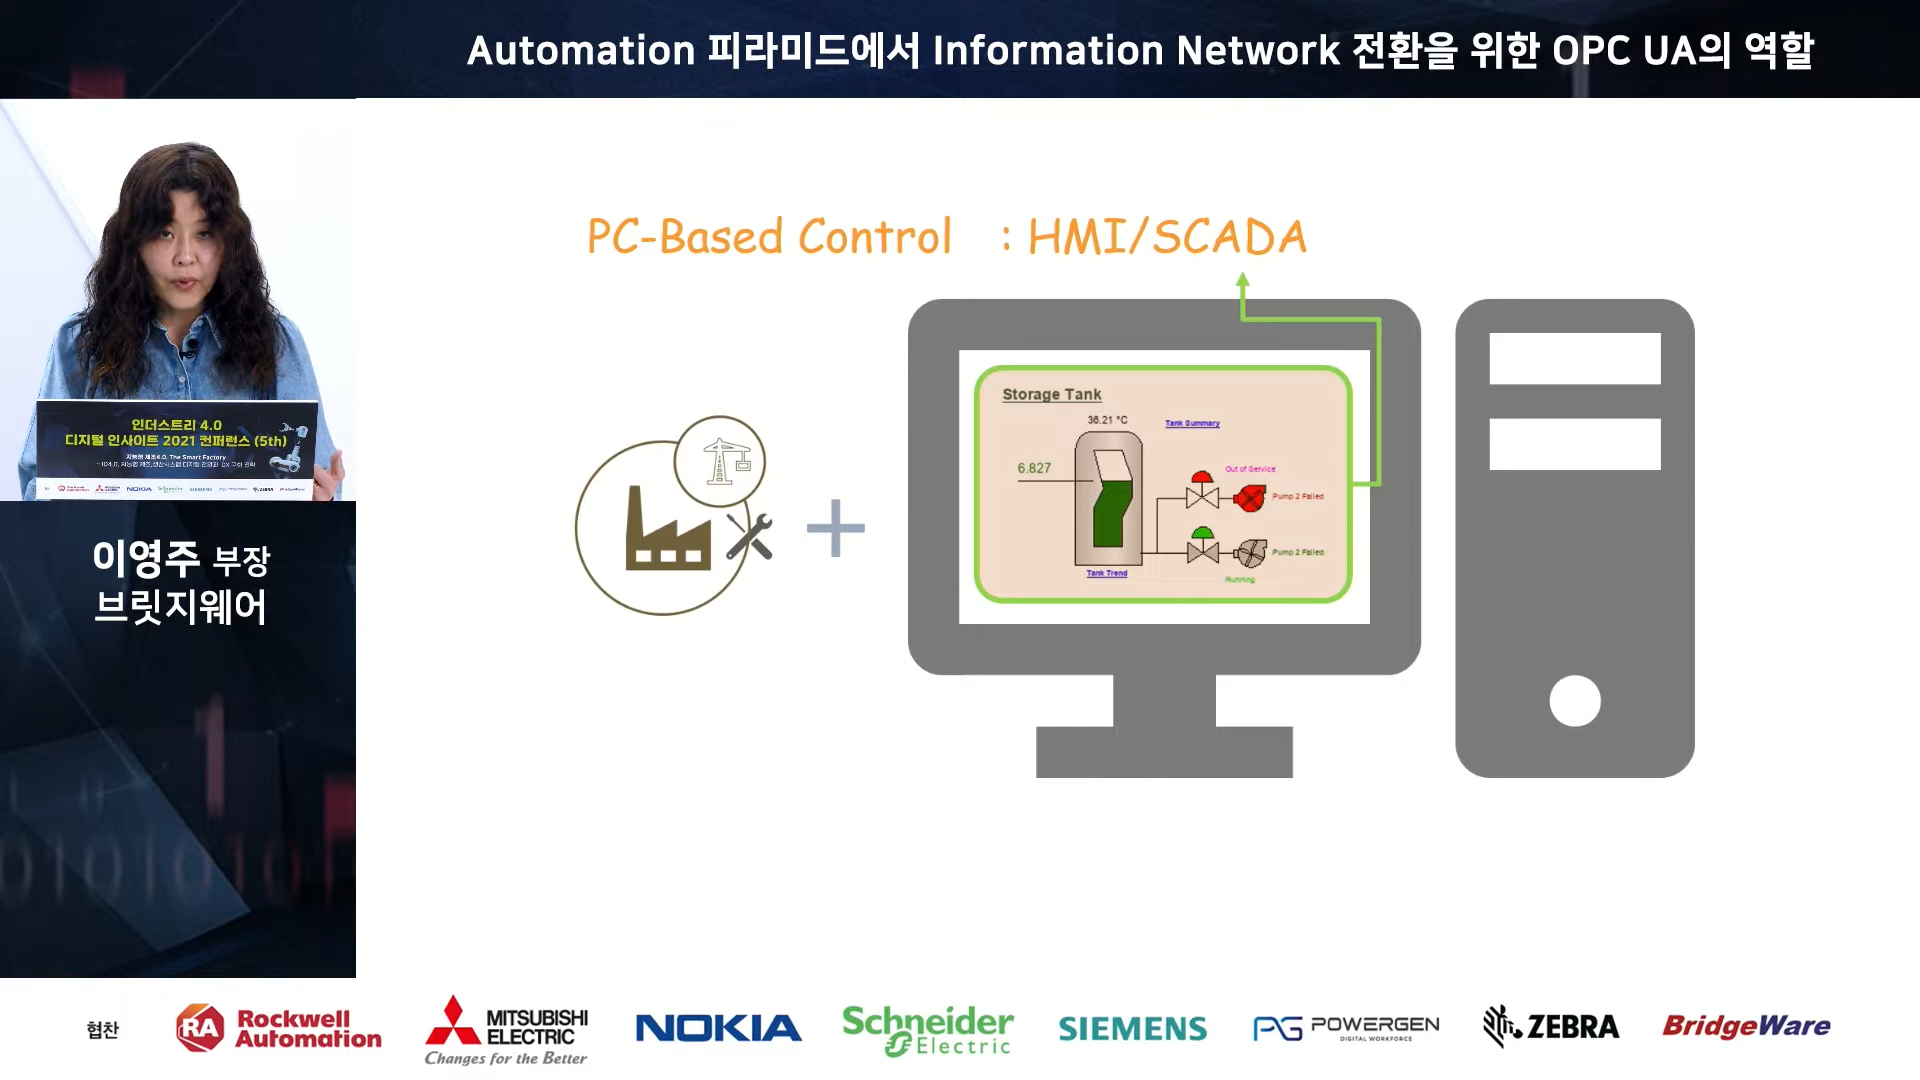 Automation 피라미드에서 Information Network 전환을 위한 OPC UA의 역할
PC-Based Control : HMI/SCADA
Storage Tank
36.21 °C
Tank Summary
6.827
Out of Service
Pump 2 Failed
Pump 2 Failed
Tank Trend
Running
인더스트리 4.0
디지털 인사이트 2021 컨퍼런스 (5th)
지능형 제조4.0, The Smart Factory
NOKIA
SIEMENS
ZEBRA
BridgeWare
이영주 부장
브릿지웨어
협찬
RA Rockwell Automation
MITSUBISHI ELECTRIC
Changes for the Better
NOKIA
Schneider Electric
SIEMENS
PG POWERGEN
DIGITAL WORKFORCE
ZEBRA
BridgeWare